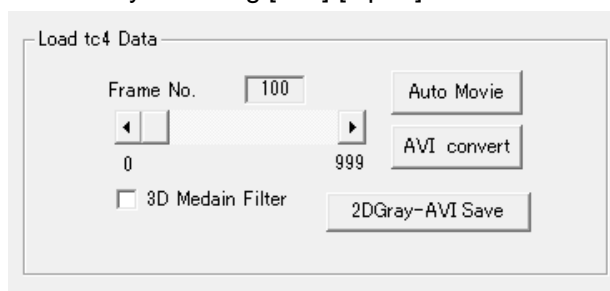 Load tc4 Data
Frame No. 100
Auto Movie
0 999
AVI convert
3D Medain Filter
2DGray-AVI Save